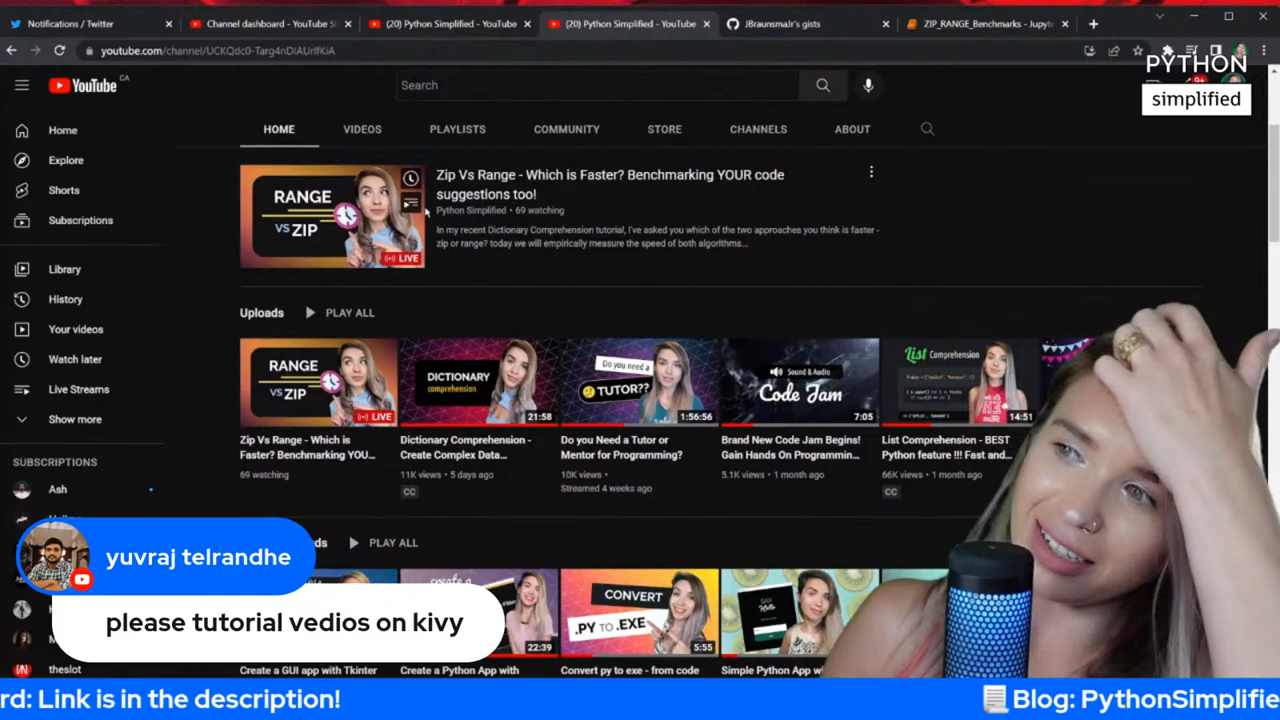 Notifications / Twitter
Channel dashboard - YouTube S
(20) Python Simplified - YouTube
(20) Python Simplified - YouTube
JBraunsmaJr's gists
ZIP_RANGE_Benchmarks - Jupyte
youtube.com/channel/UCKQdc0-Targ4nDIAUrlfKiA
PYTHON
simplified
YouTube CA
Search
9+
HOME
VIDEOS
PLAYLISTS
COMMUNITY
STORE
CHANNELS
ABOUT
Home
Explore
Shorts
Subscriptions
Library
History
Your videos
Watch later
Live Streams
Show more
SUBSCRIPTIONS
Ash
theslot
RANGE
VS ZIP
LIVE
Zip Vs Range - Which is Faster? Benchmarking YOUR code
suggestions too!
Python Simplified • 69 watching
In my recent Dictionary Comprehension tutorial, I've asked you which of the two approaches you think is faster -
zip or range? today we will empirically measure the speed of both algorithms...
Uploads
PLAY ALL
RANGE
VS ZIP
LIVE
Zip Vs Range - Which is
Faster? Benchmarking YOU...
69 watching
DICTIONARY
comprehension
21:58
Dictionary Comprehension -
Create Complex Data...
11K views • 5 days ago
CC
Do you need a
TUTOR??
1:56:56
Do you Need a Tutor or
Mentor for Programming?
10K views •
Streamed 4 weeks ago
Sound & Audio
Code Jam
7:05
Brand New Code Jam Begins!
Gain Hands On Programmin...
5.1K views • 1 month ago
List Comprehension
14:51
List Comprehension - BEST
Python feature !!! Fast and...
66K views • 1 month ago
CC
PLAY ALL
create a
22:39
Create a GUI app with Tkinter
Create a Python App with
CONVERT
.PY TO .EXE
5:55
Convert py to exe - from code
SAY
Hello
Simple Python App with
yuvraj telrandhe
please tutorial vedios on kivy
rd: Link is in the description!
Blog: PythonSimplifie